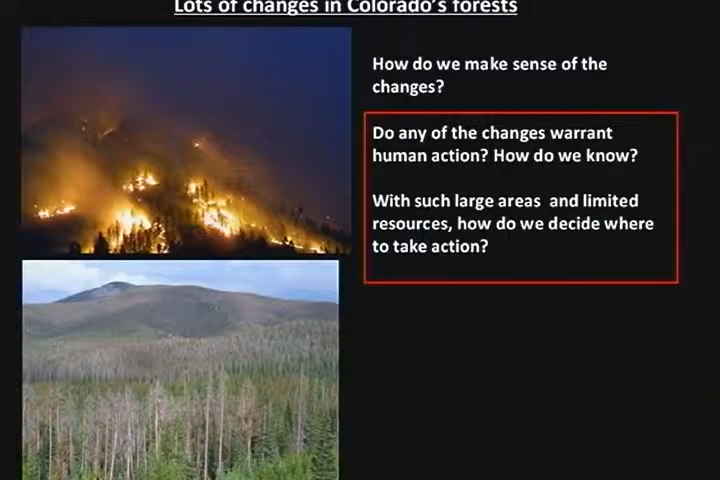 Lots of changes in Colorado's forests
How do we make sense of the
changes?
Do any of the changes warrant
human action? How do we know?
With such large areas and limited
resources, how do we decide where
to take action?